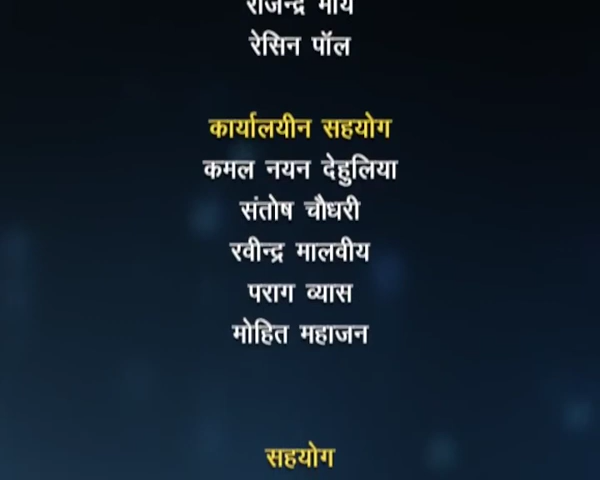 राजेन्द्र
रेसिन पॉल
कार्यालयीन सहयोग
कमल नयन देहुलिया
संतोष चौधरी
रवीन्द्र मालवीय
पराग व्यास
मोहित महाजन
सहयोग